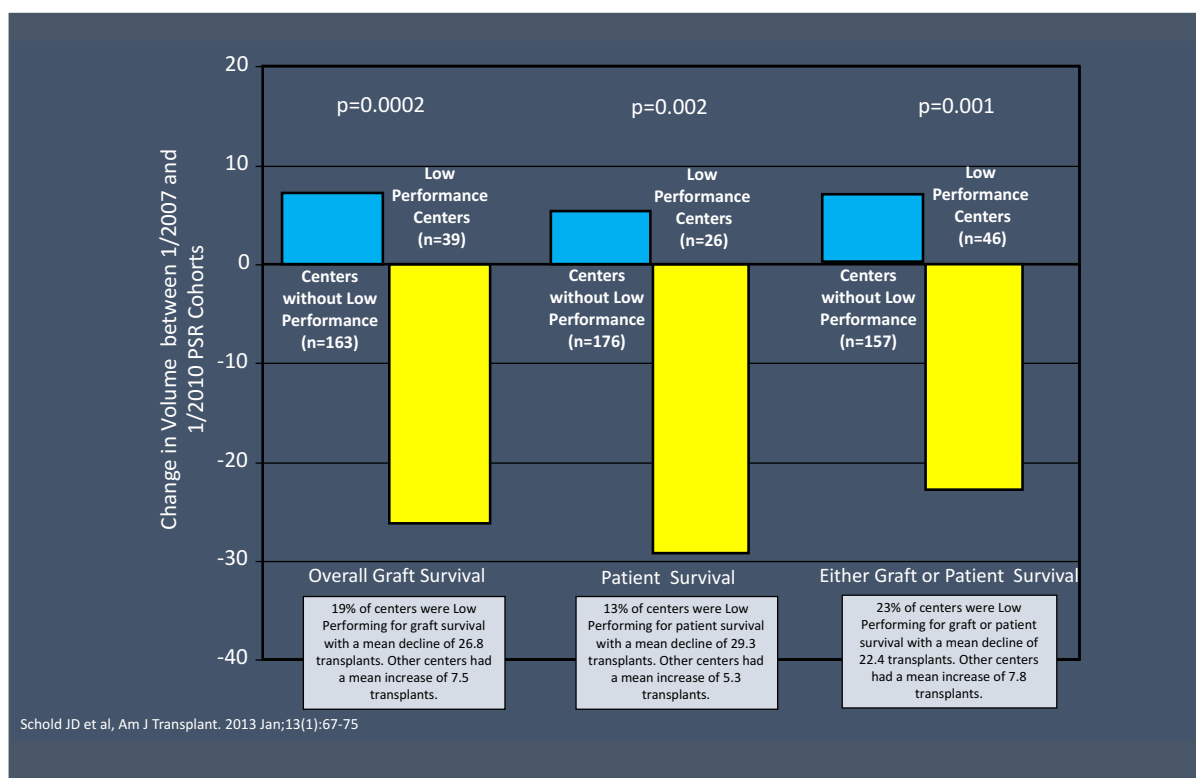 20
10
0
-10
-20
-30
-40
Change in Volume between 1/2007 and
1/2010 PSR Cohorts
p=0.0002
p=0.002
p=0.001
Low
Performance
Centers
(n=39)
Low
Performance
Centers
(n=26)
Low
Performance
Centers
(n=46)
Centers
without Low
Performance
(n=163)
Centers
without Low
Performance
(n=176)
Centers
without Low
Performance
(n=157)
Overall Graft Survival
Patient Survival
Either Graft or Patient Survival
19% of centers were Low
Performing for graft survival
with a mean decline of 26.8
transplants. Other centers had
a mean increase of 7.5
transplants.
13% of centers were Low
Performing for patient survival
with a mean decline of 29.3
transplants. Other centers had
a mean increase of 5.3
transplants.
23% of centers were Low
Performing for graft or patient
survival with a mean decline of
22.4 transplants. Other centers
had a mean increase of 7.8
transplants.
Schold JD et al, Am J Transplant. 2013 Jan;13(1):67-75